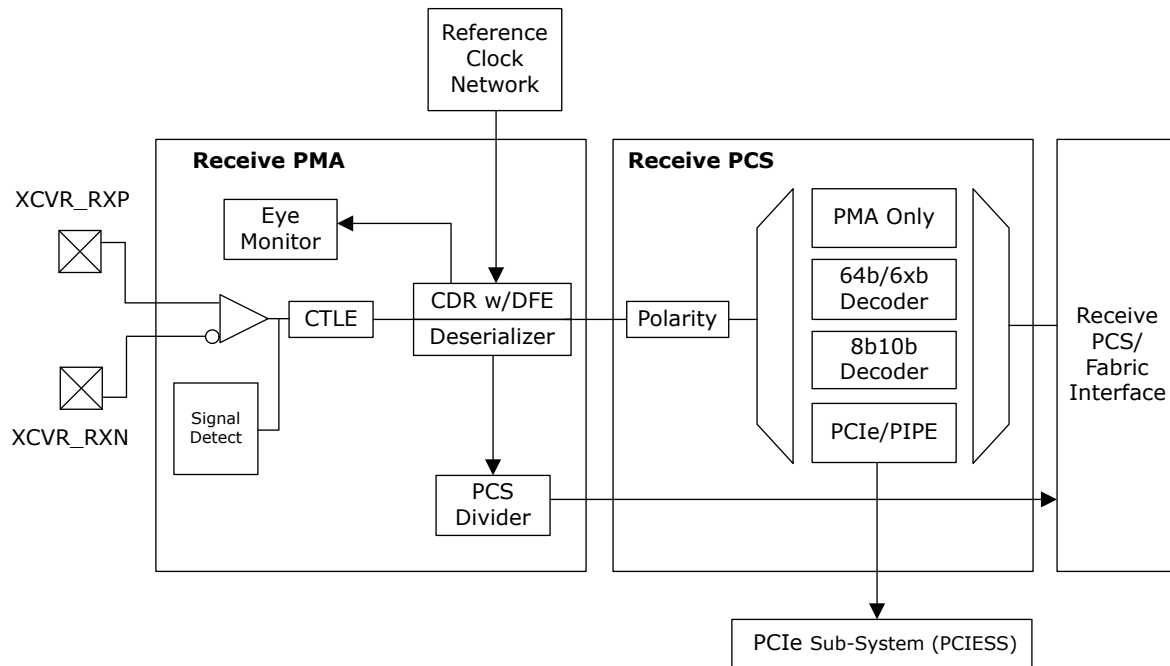 Reference
Clock
Network
Receive PMA
Receive PCS
XCVR_RXP
Eye
Monitor
PMA Only
64b/6xb
Decoder
CDR w/DFE
Deserializer
CTLE
Polarity
8b10b
Decoder
Receive
PCS/
Fabric
Interface
XCVR_RXN
Signal
Detect
PCIe/PIPE
PCS
Divider
PCIe Sub-System (PCIESS)